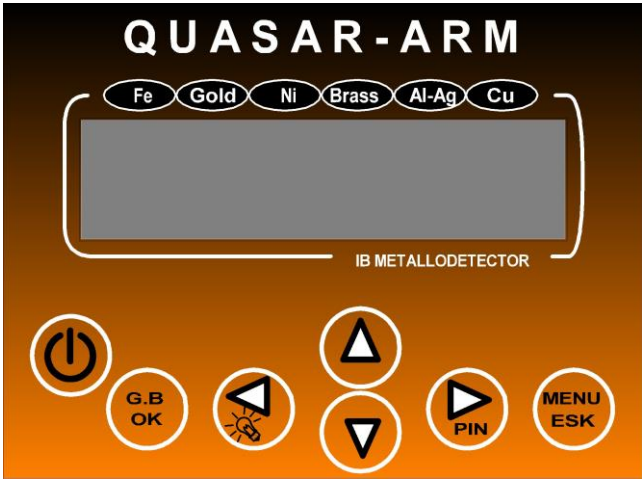 QUASAR-ARM
Fe Gold Ni Brass Al-Ag Cu
IB METALLODETECTOR
G.B
OK
PIN
MENU
ESK